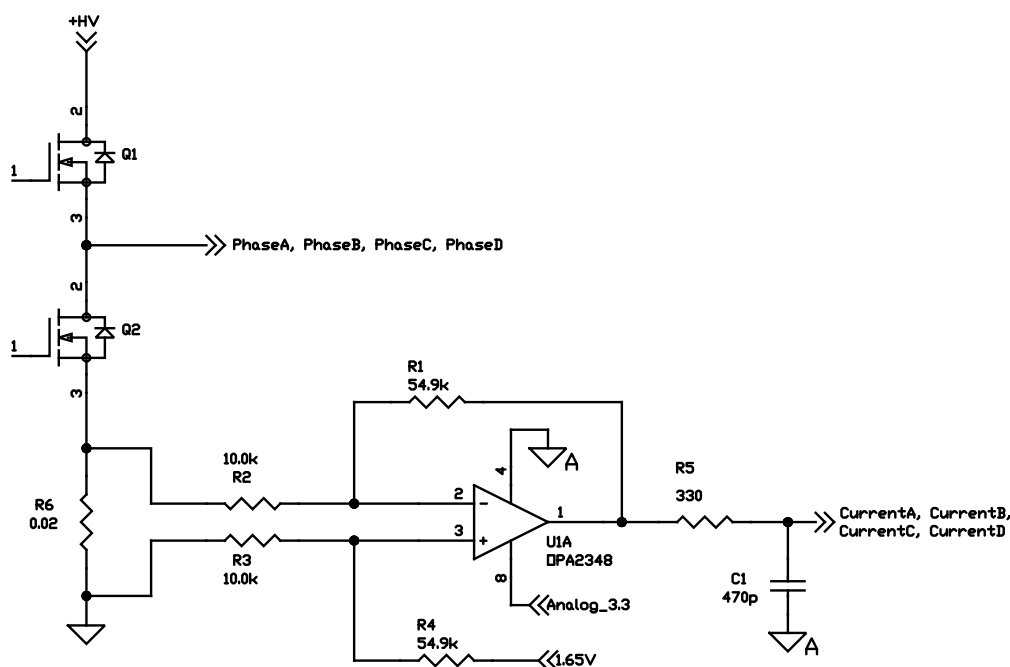 +HV
2
Q1
1
3
PhaseA, PhaseB, PhaseC, PhaseD
2
Q2
1
3
R1
54.9k
10.0k
R2
4
A
R5
330
R6
0.02
2
-
1
3
+
CurrentA, CurrentB,
CurrentC, CurrentD
U1A
OPA2348
R3
10.0k
8
C1
470p
Analog_3.3
R4
54.9k
1.65V
A